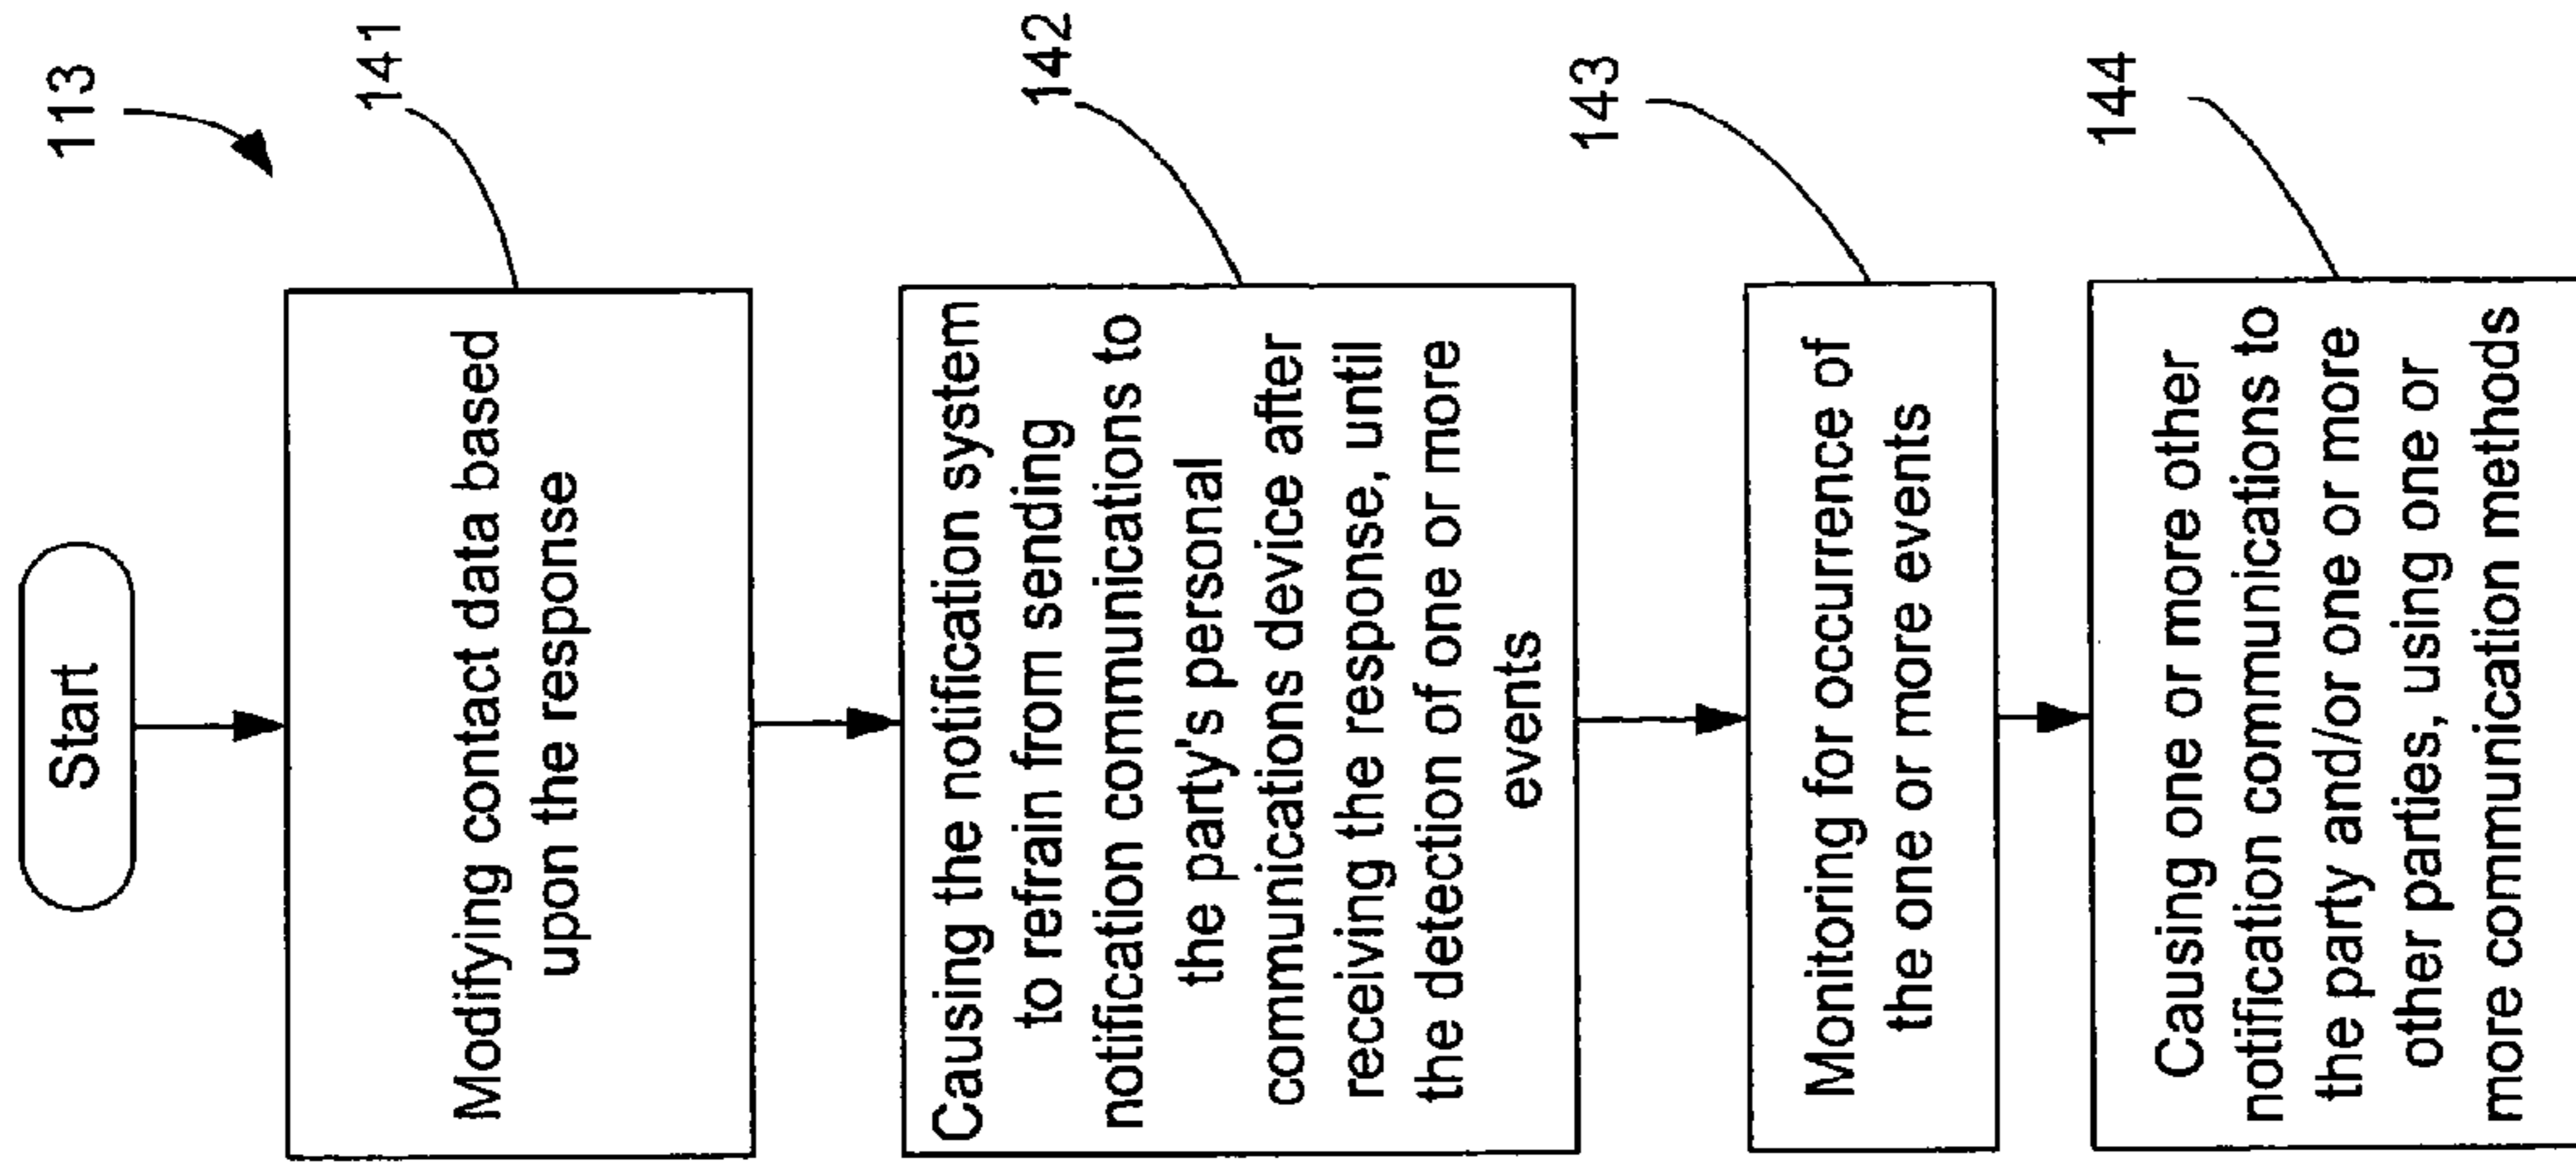 113
Start
141
Modifying contact data based
upon the response
142
Causing the notification system
to refrain from sending
notification communications to
the party's personal
communications device after
receiving the response, until
the detection of one or more
events
143
Monitoring for occurrence of
the one or more events
144
Causing one or more other
notification communications to
the party and/or one or more
other parties, using one or
more communication methods